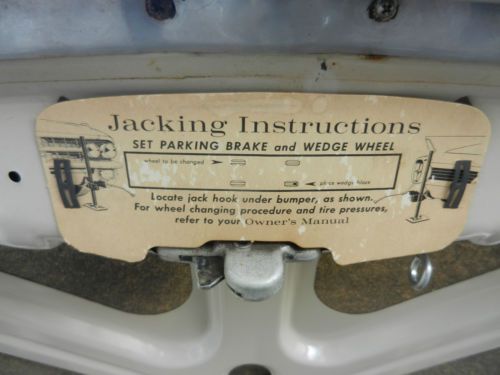 Jacking Instructions
SET PARKING BRAKE and WEDGE WHEEL
wheel to be changed
place wedge here
Locate jack hook under bumper, as shown.
For wheel changing procedure and tire pressures,
refer to your Owner's Manual